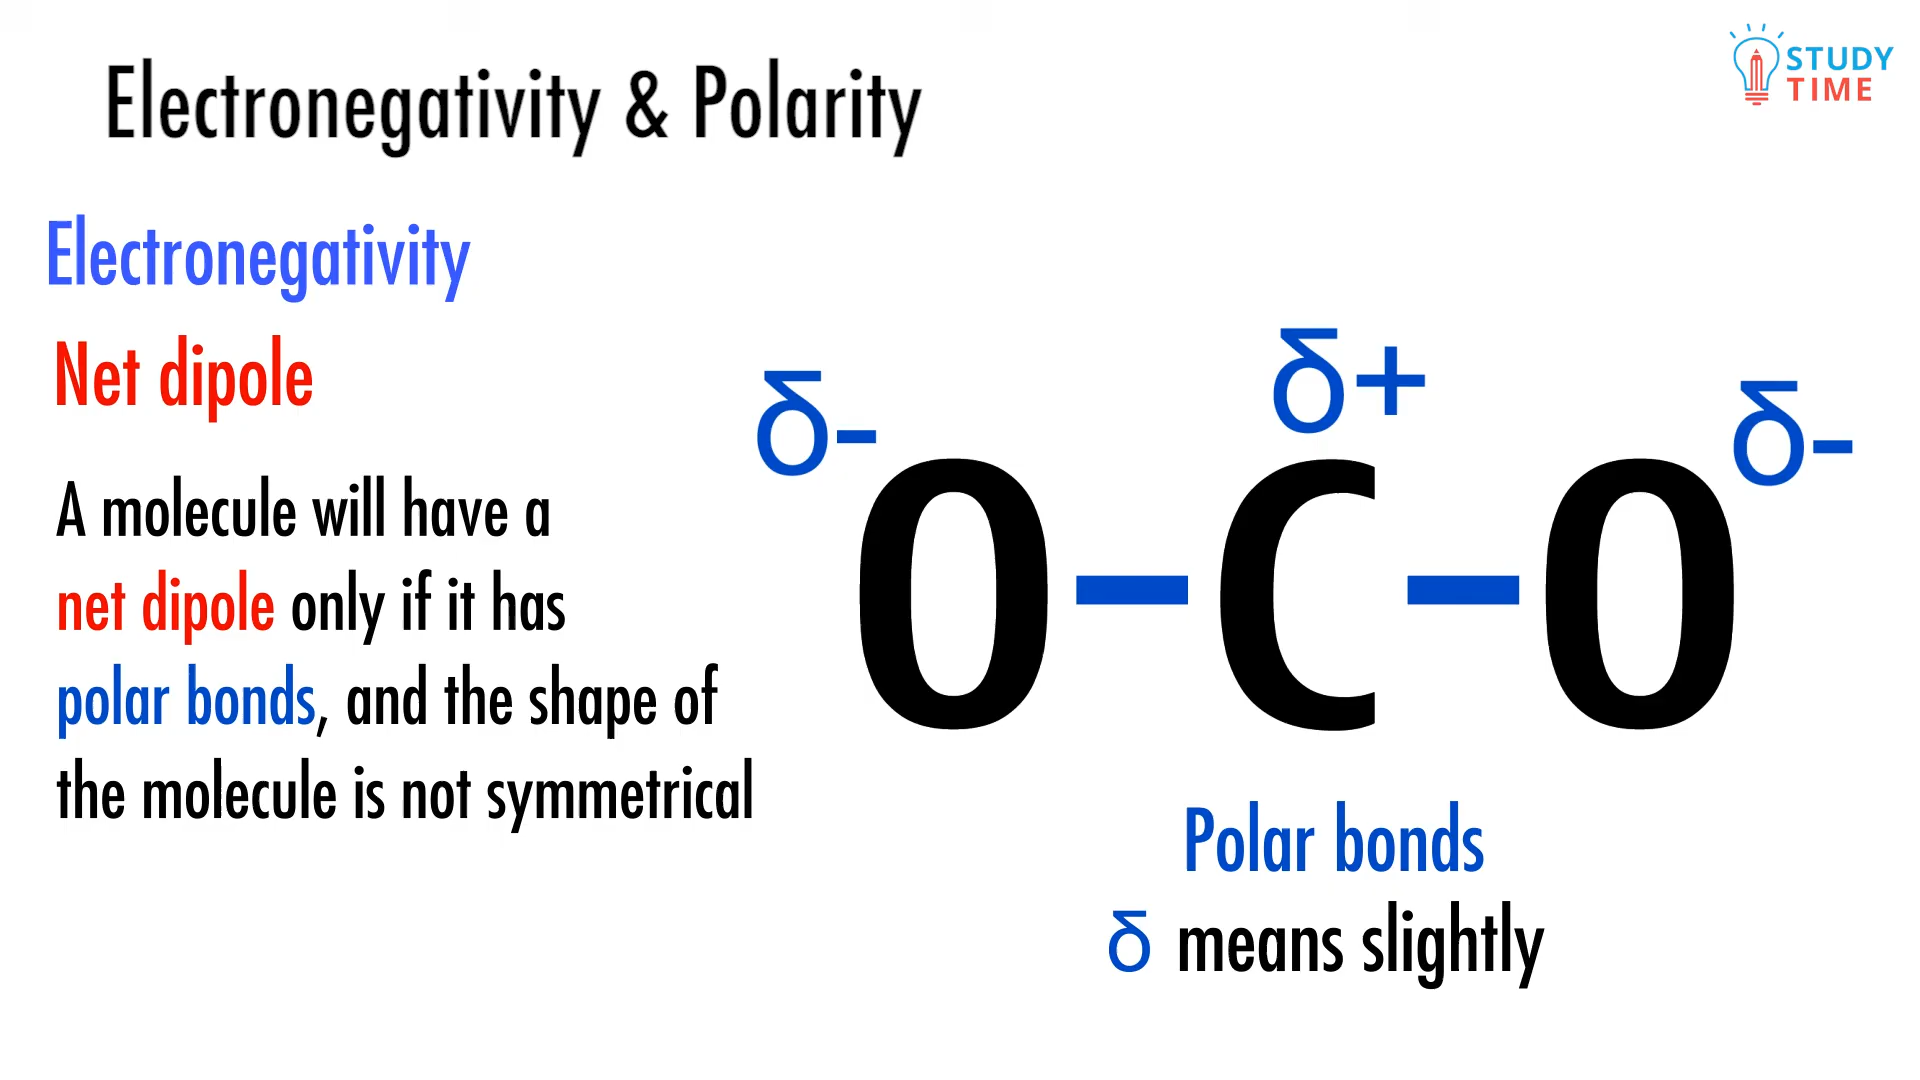 Electronegativity & Polarity
STUDY
TIME
Electronegativity
Net dipole
A molecule will have a
net dipole only if it has
polar bonds, and the shape of
the molecule is not symmetrical
δ- δ+ δ-
O-C-O
Polar bonds
δ means slightly